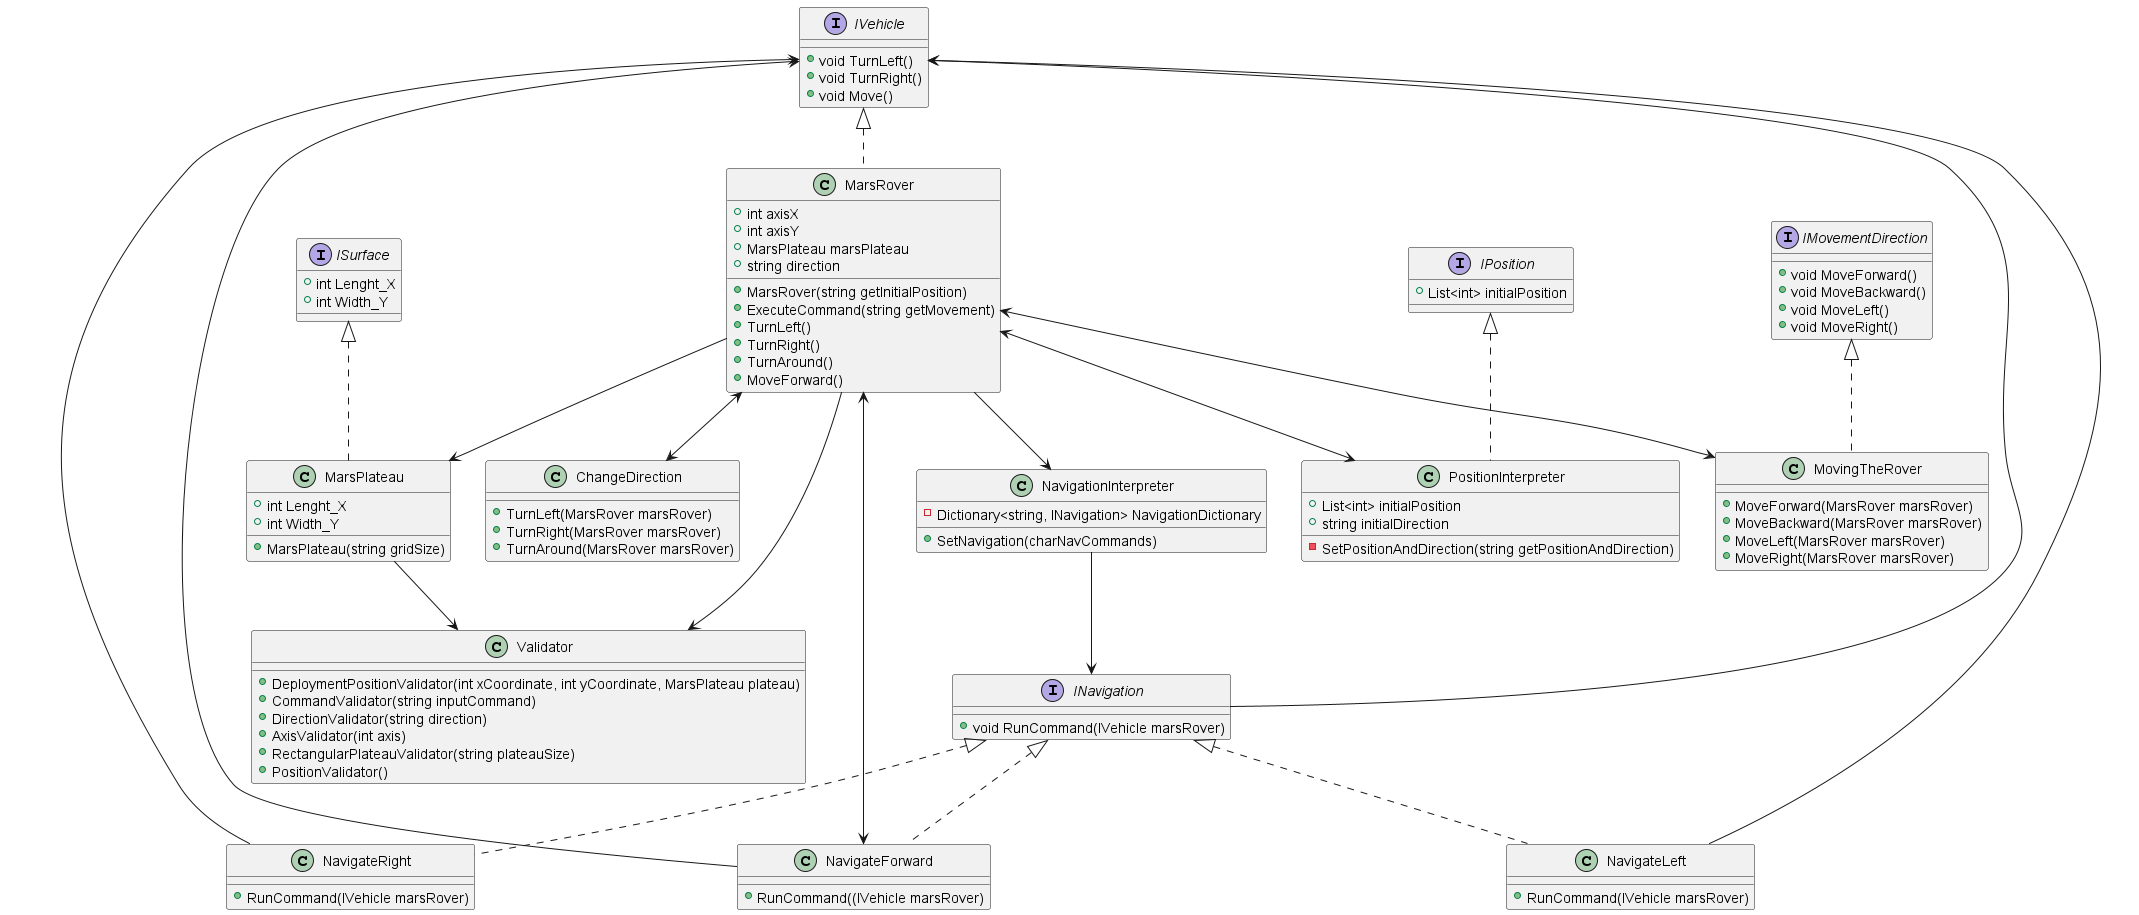 I IVehicle
void TurnLeft()
void TurnRight()
void Move()
C MarsRover
int axisX
int axisY
MarsPlateau marsPlateau
string direction
MarsRover(string getInitialPosition)
ExecuteCommand(string getMovement)
TurnLeft()
TurnRight()
TurnAround()
MoveForward()
I ISurface
int Lenght_X
int Width_Y
I IPosition
List<int> initialPosition
I IMovementDirection
void MoveForward()
void MoveBackward()
void MoveLeft()
void MoveRight()
C MarsPlateau
int Lenght_X
int Width_Y
MarsPlateau(string gridSize)
C ChangeDirection
TurnLeft(MarsRover marsRover)
TurnRight(MarsRover marsRover)
TurnAround(MarsRover marsRover)
C NavigationInterpreter
Dictionary<string, INavigation> NavigationDictionary
SetNavigation(charNavCommands)
C PositionInterpreter
List<int> initialPosition
string initialDirection
SetPositionAndDirection(string getPositionAndDirection)
C MovingTheRover
MoveForward(MarsRover marsRover)
MoveBackward(MarsRover marsRover)
MoveLeft(MarsRover marsRover)
MoveRight(MarsRover marsRover)
C Validator
DeploymentPositionValidator(int xCoordinate, int yCoordinate, MarsPlateau plateau)
CommandValidator(string inputCommand)
DirectionValidator(string direction)
AxisValidator(int axis)
RectangularPlateauValidator(string plateauSize)
PositionValidator()
I INavigation
void RunCommand(IVehicle marsRover)
C NavigateRight
RunCommand(IVehicle marsRover)
C NavigateForward
RunCommand((IVehicle marsRover)
C NavigateLeft
RunCommand(IVehicle marsRover)